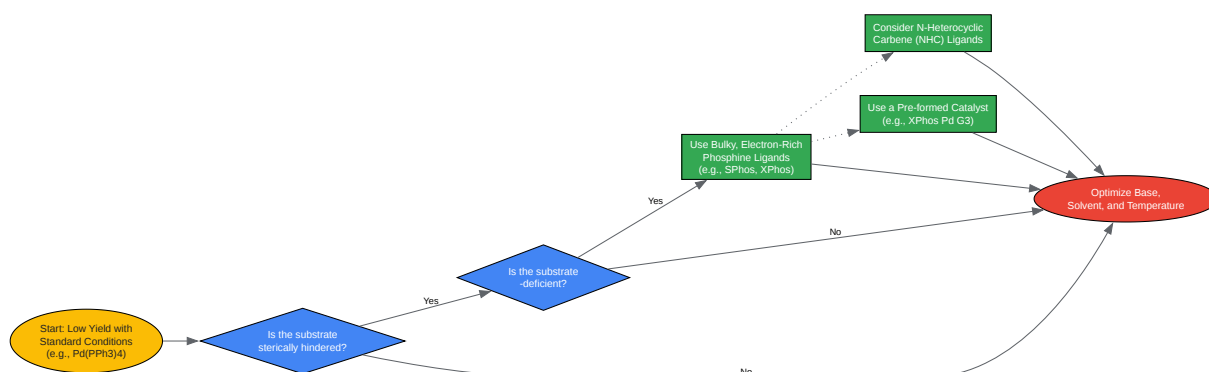 Consider N-Heterocyclic
Carbene (NHC) Ligands
Use a Pre-formed Catalyst
(e.g., XPhos Pd G3)
Use Bulky, Electron-Rich
Phosphine Ligands
(e.g., SPhos, XPhos)
Optimize Base,
Solvent, and Temperature
Yes
No
Is the substrate
-deficient?
Yes
Start: Low Yield with
Standard Conditions
(e.g., Pd(PPh3)4)
Is the substrate
sterically hindered?
No